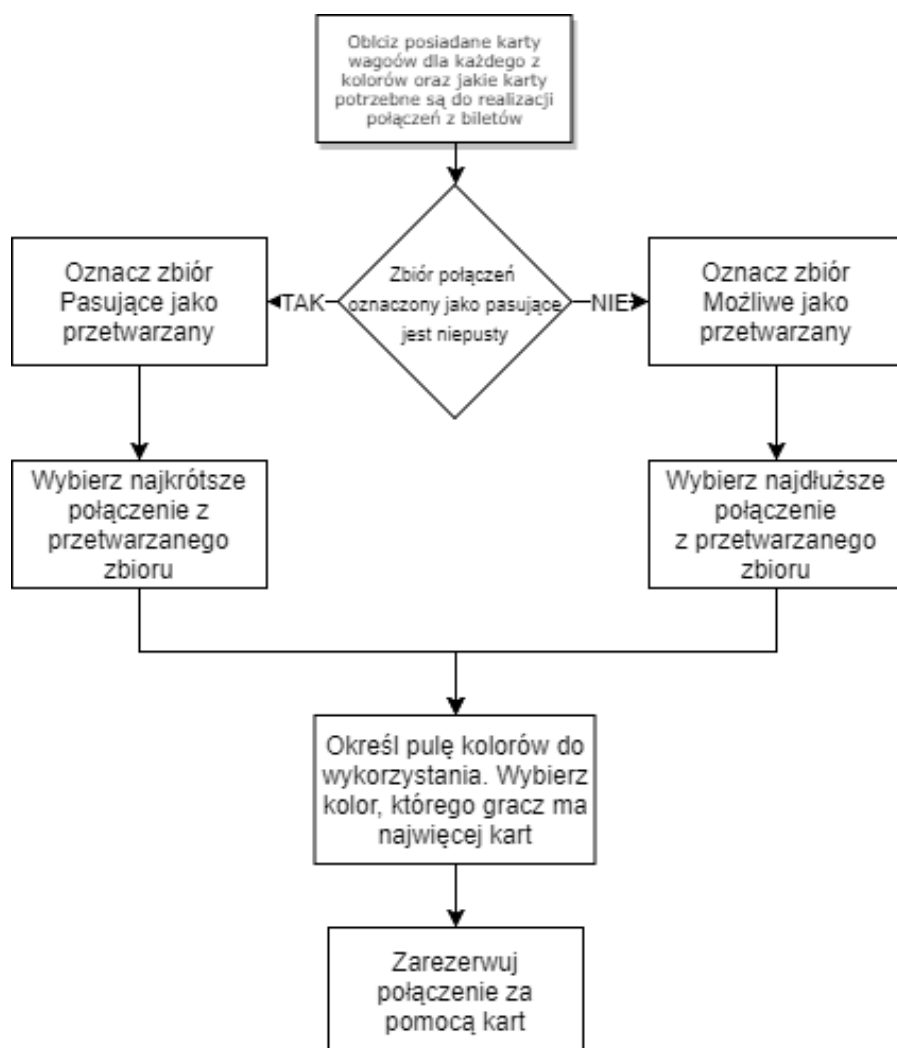 Oblciz posiadane karty
wagoów dla każdego z
kolorów oraz jakie karty
potrzebne są do realizacji
połączeń z biletów
Zbiór połączeń
oznaczony jako pasujące
jest niepusty
TAK
NIE
Oznacz zbiór
Pasujące jako
przetwarzany
Oznacz zbiór
Możliwe jako
przetwarzany
Wybierz najkrótsze
połączenie z
przetwarzanego
zbioru
Wybierz najdłuższe
połączenie
z przetwarzanego
zbioru
Określ pulę kolorów do
wykorzystania. Wybierz
kolor, którego gracz ma
najwięcej kart
Zarezerwuj
połączenie za
pomocą kart